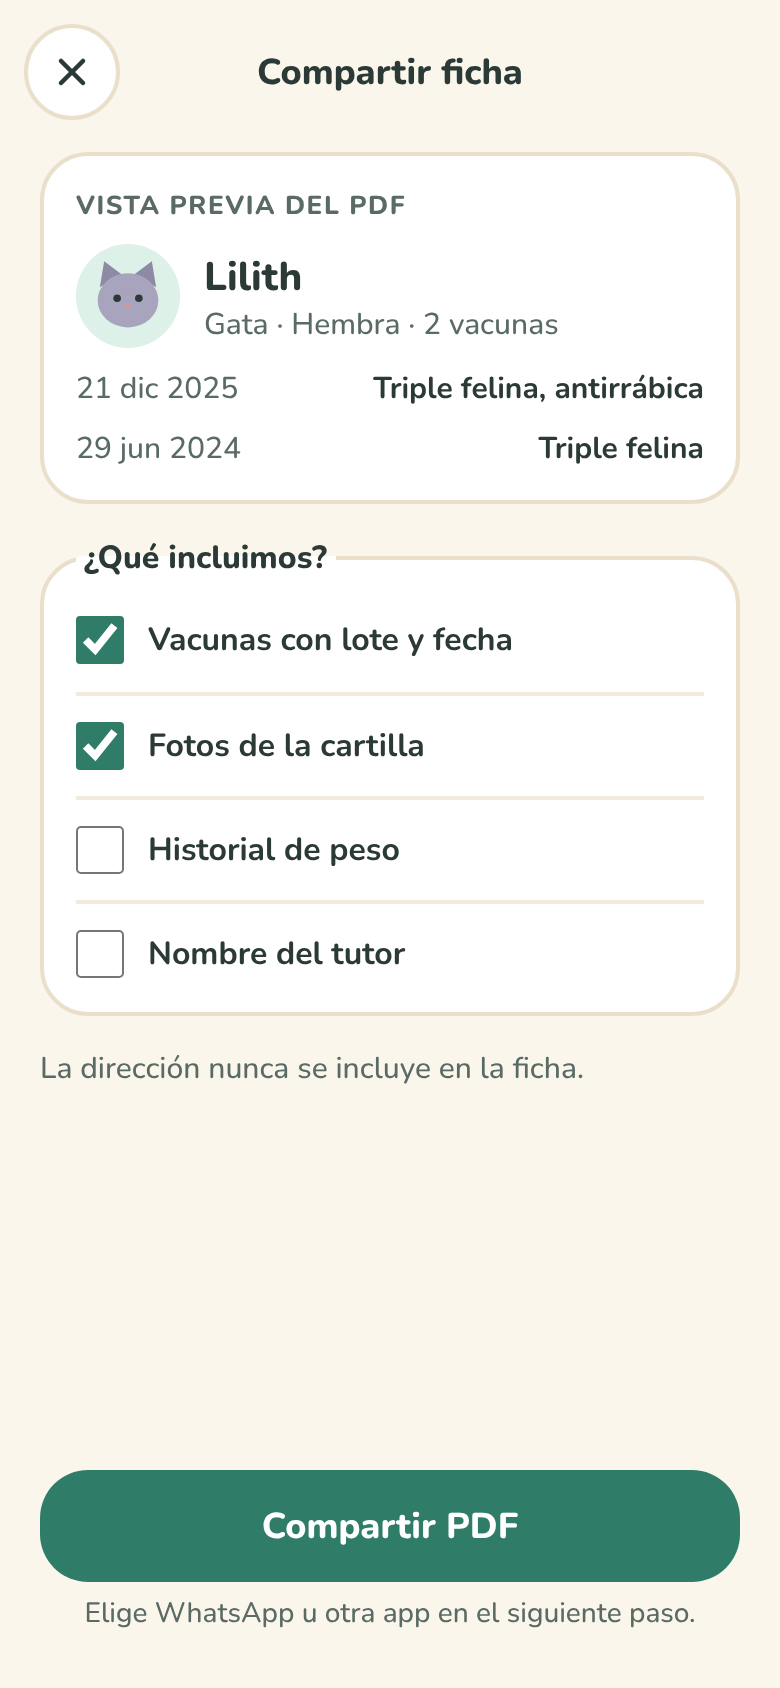 Compartir ficha
VISTA PREVIA DEL PDF
Lilith
Gata · Hembra · 2 vacunas
21 dic 2025 Triple felina, antirrábica
29 jun 2024 Triple felina
¿Qué incluimos?
Vacunas con lote y fecha
Fotos de la cartilla
Historial de peso
Nombre del tutor
La dirección nunca se incluye en la ficha.
Compartir PDF
Elige WhatsApp u otra app en el siguiente paso.